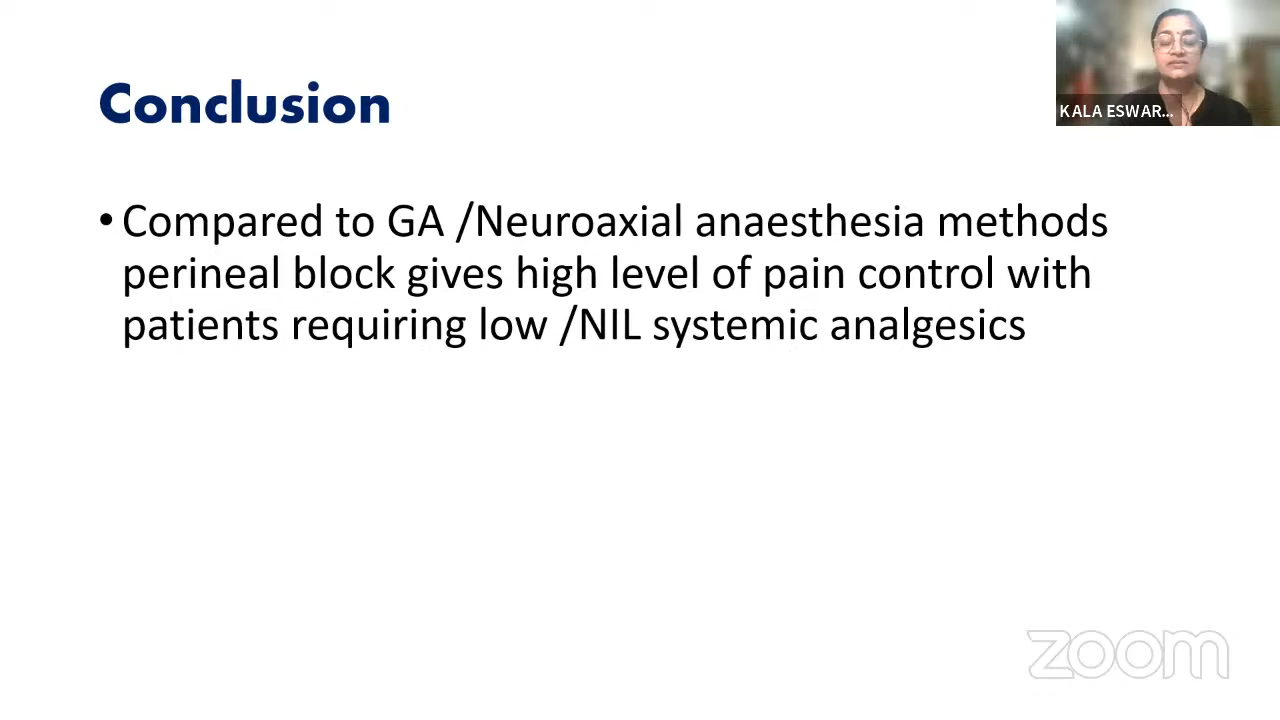 Conclusion
KALA ESWAR...
• Compared to GA /Neuroaxial anaesthesia methods
perineal block gives high level of pain control with
patients requiring low /NIL systemic analgesics
zoom